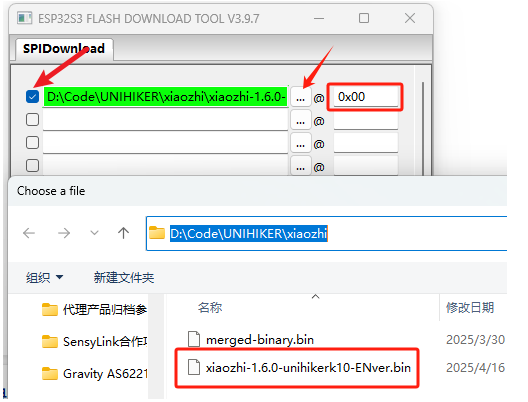 ESP32S3 FLASH DOWNLOAD TOOL V3.9.7
SPIDownload
D:\Code\UNIHIKER\xiaozhi\xiaozhi-1.6.0- ... @ 0x00
... @
... @
... @
Choose a file
D:\Code\UNIHIKER\xiaozhi
组织 新建文件夹
名称 修改日期
代理产品归档参
merged-binary.bin 2025/3/30
SensyLink合作项
xiaozhi-1.6.0-unihikerk10-ENver.bin 2025/4/16
Gravity AS6221